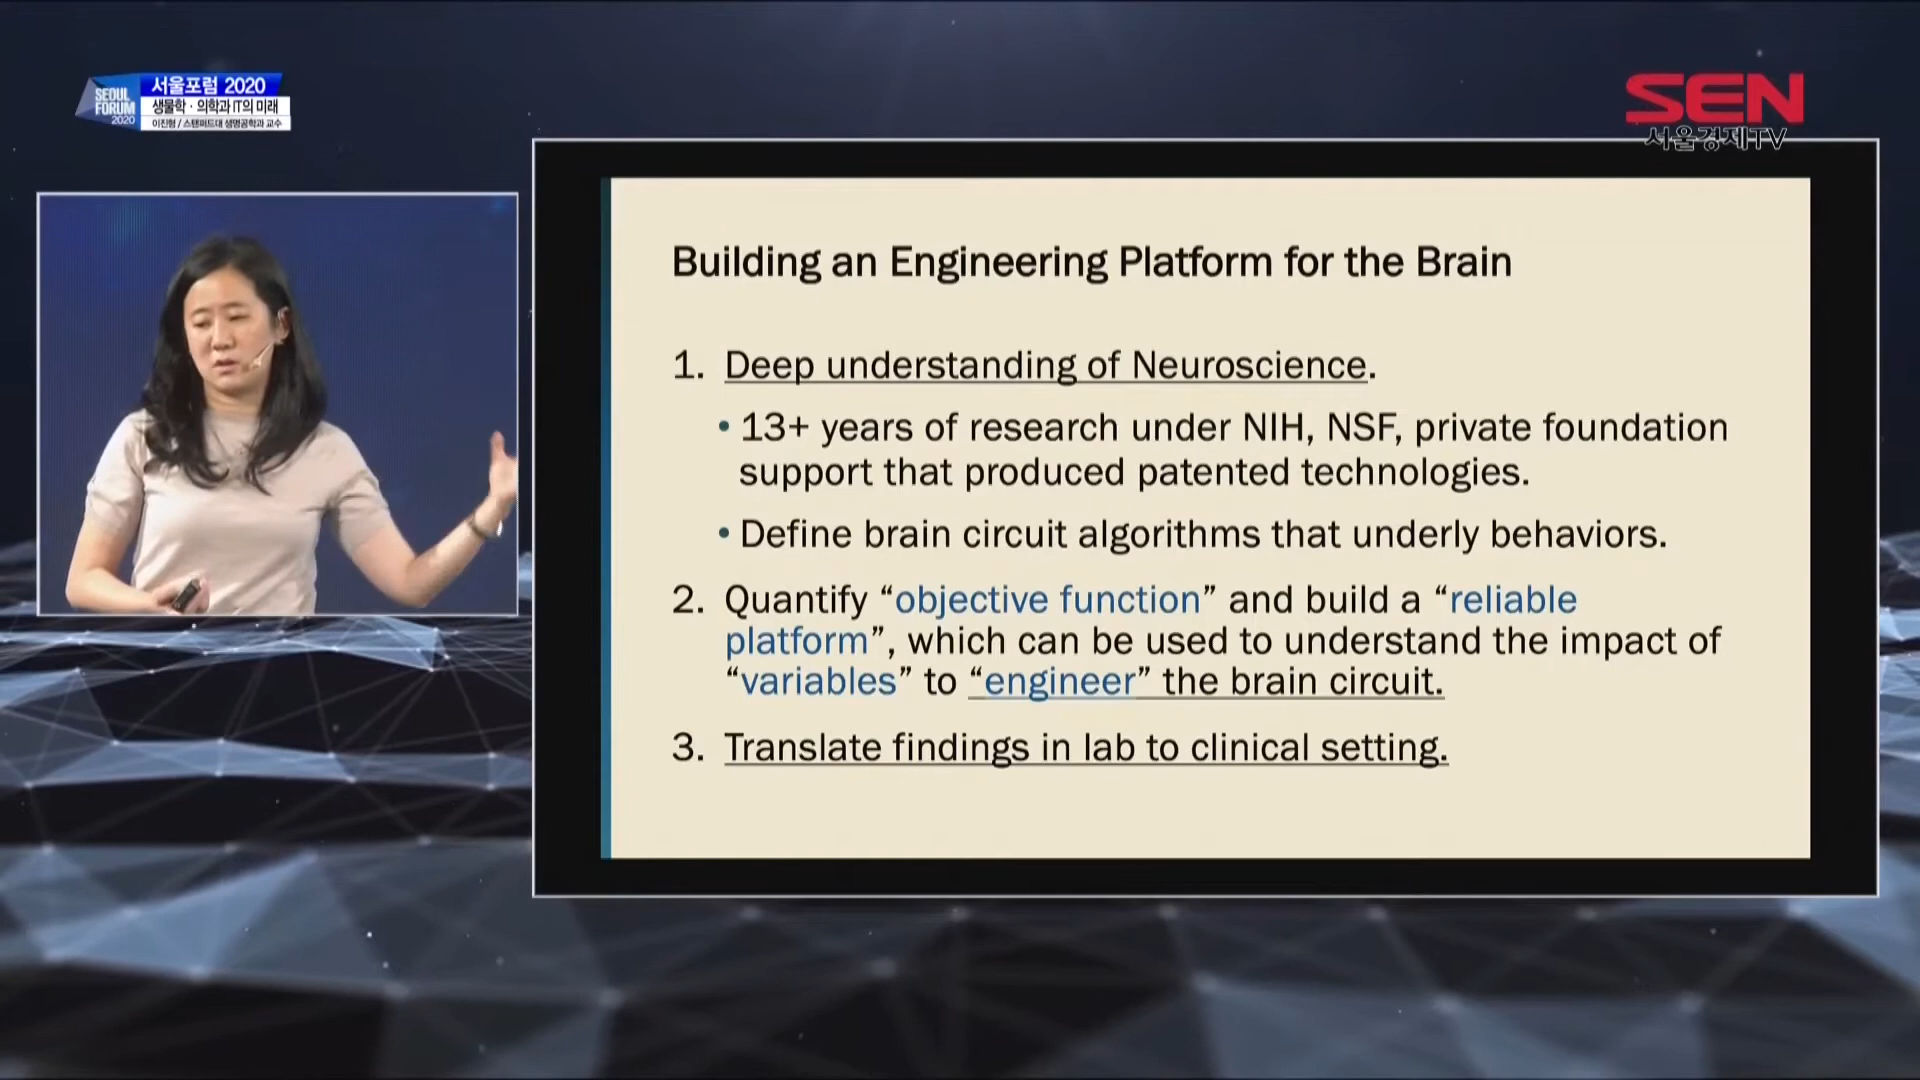 SEOUL
FORUM
2020
서울포럼 2020
생물학 · 의학과 IT의 미래
이진형 / 스탠퍼드대 생명공학과 교수
SEN
서울경제TV
Building an Engineering Platform for the Brain
1. Deep understanding of Neuroscience.
• 13+ years of research under NIH, NSF, private foundation
support that produced patented technologies.
• Define brain circuit algorithms that underly behaviors.
2. Quantify “objective function” and build a “reliable
platform”, which can be used to understand the impact of
“variables” to “engineer” the brain circuit.
3. Translate findings in lab to clinical setting.